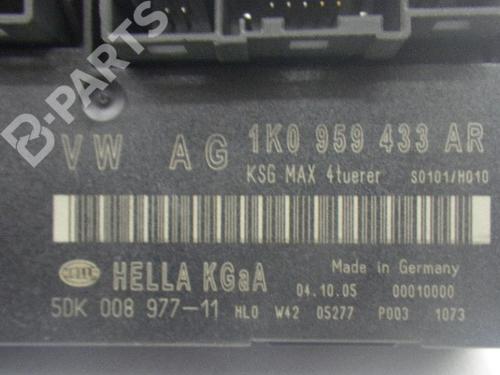 VW AG 1K0 959 433 AR
KSG MAX 4tuerer S0101/H010
HELLA HELLA KGaA Made in Germany
04.10.05 00010000
5DK 008 977-11 HL0 W42 05277 P003 1073
B-PARTS